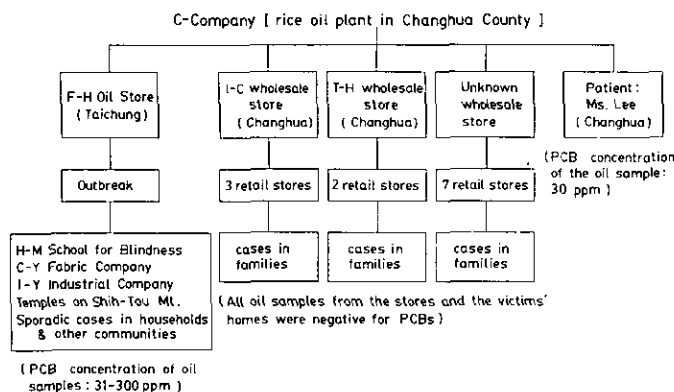 C-Company [ rice oil plant in Changhua County ]
F-H Oil Store
( Taichung )
I-C wholesale
store
( Changhua )
T-H wholesale
store
( Changhua )
Unknown
wholesale
store
Patient:
Ms. Lee
(Changhua)
( PCB concentration
of the oil sample:
30 ppm )
Outbreak
3 retail stores
2 retail stores
7 retail stores
H-M School for Blindness
C-Y Fabric Company
I-Y Industrial Company
Temples on Shih-Tou Mt.
Sporadic cases in households
& other communities
cases in
families
cases in
families
cases in
families
(All oil samples from the stores and the victims'
homes were negative for PCBs )
( PCB concentration of oil
samples : 31-300 ppm )